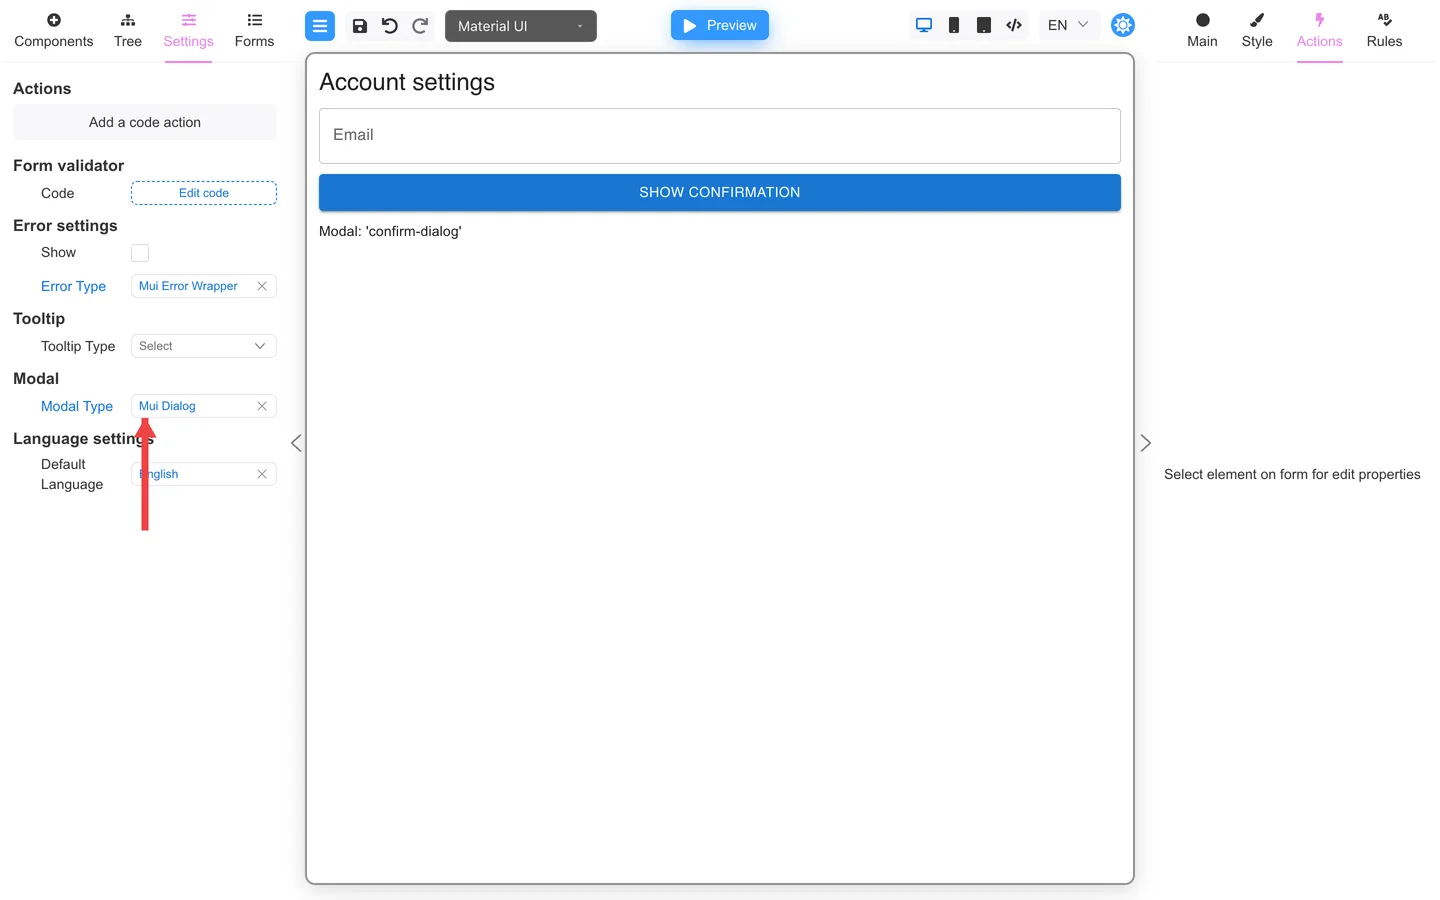 Components
Tree
Settings
Forms
Material UI
Preview
EN
Main
Style
Actions
AB
Rules
Actions
Add a code action
Form validator
Code
Edit code
Error settings
Show
Error Type
Mui Error Wrapper
Tooltip
Tooltip Type
Select
Modal
Modal Type
Mui Dialog
Language settings
Default
Language
English
Account settings
Email
SHOW CONFIRMATION
Modal: 'confirm-dialog'
Select element on form for edit properties